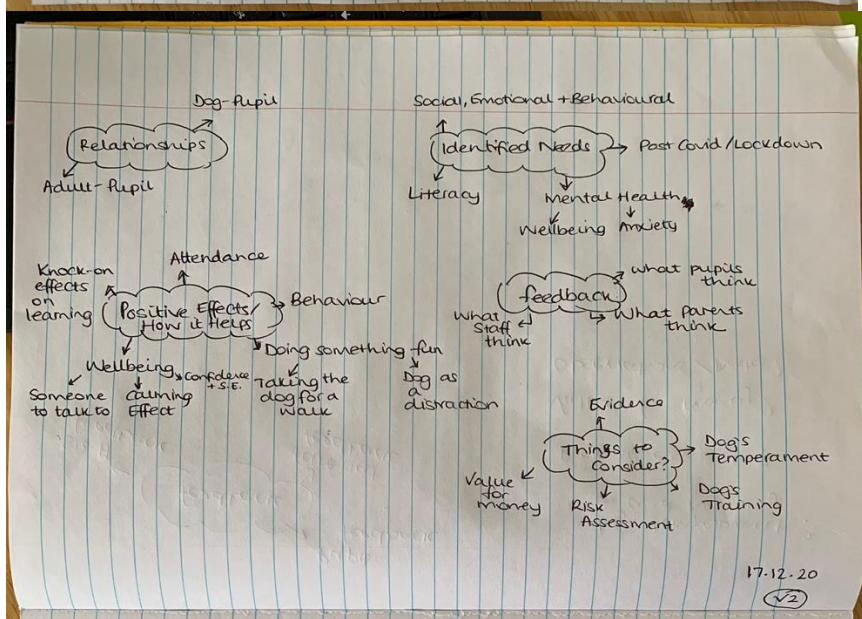 Dog-Pupil
Relationships
Adult-Pupil
Social, Emotional + Behavioural
Identified Needs
Post Covid/Lockdown
Literacy
Mental Health
Wellbeing
Anxiety
Attendance
Knock-on
effects
on
learning
Positive Effects/
How it Helps
Behaviour
Wellbeing
Confidence
+ S.E.
Someone
to talk to
Calming
Effect
Doing something fun
Taking the
dog for a
walk
Dog as
a
distraction
feedback
what pupils
think
What
Staff
think
What Parents
think
Evidence
Things to
Consider?
Dog's
Temperament
Value
for
money
Risk
Assessment
Dog's
Training
17.12.20
v2